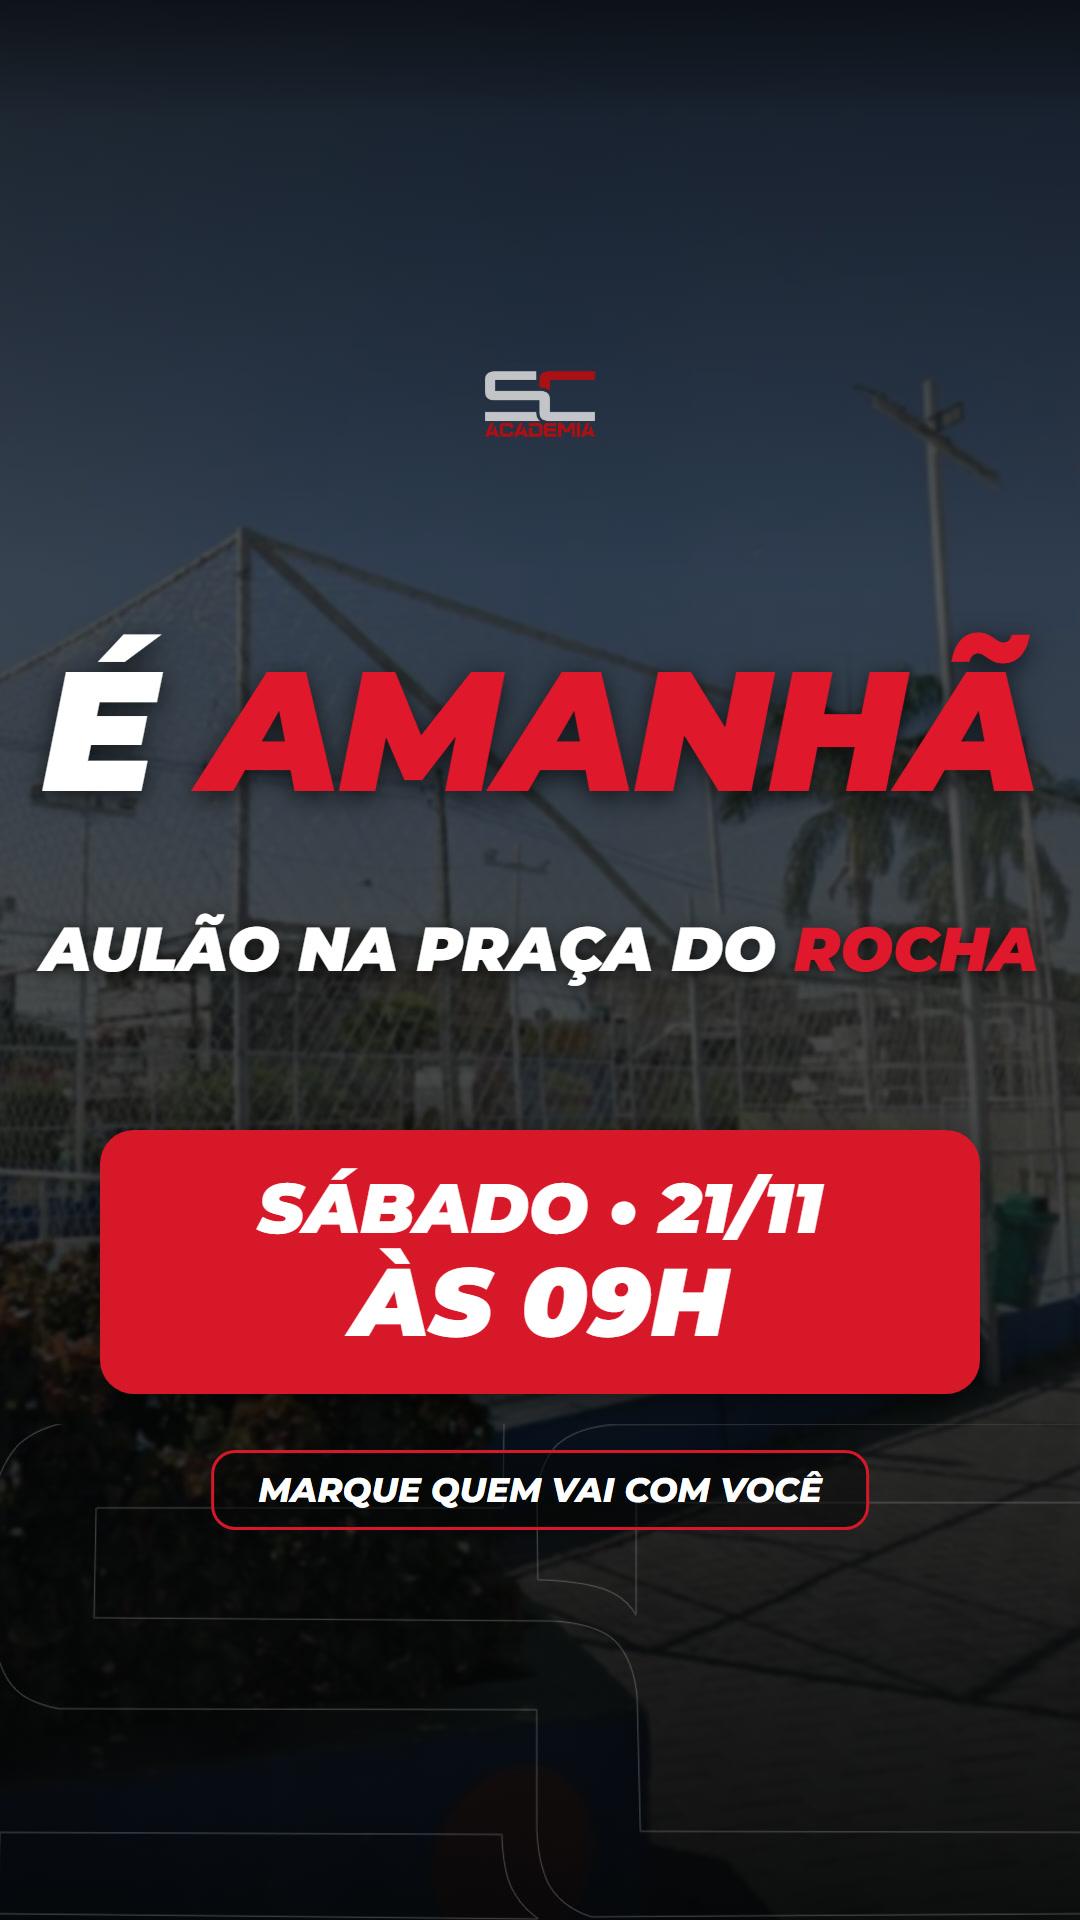 SC
ACADEMIA
É AMANHÃ
AULÃO NA PRAÇA DO ROCHA
SÁBADO • 21/11
ÀS 09H
MARQUE QUEM VAI COM VOCÊ